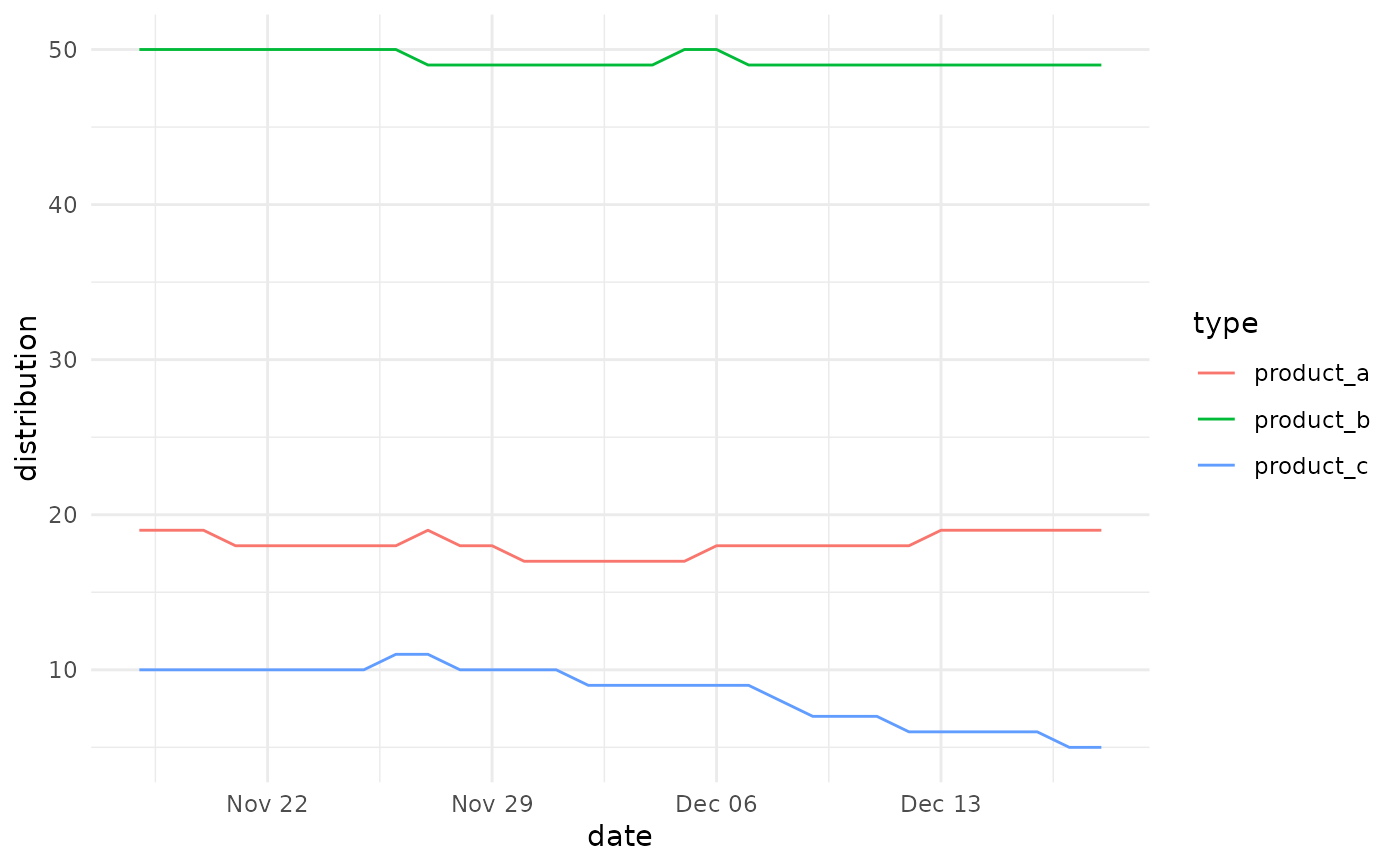 50
40
30
20
10
distribution
Nov 22
Nov 29
Dec 06
Dec 13
date
type
product_a
product_b
product_c